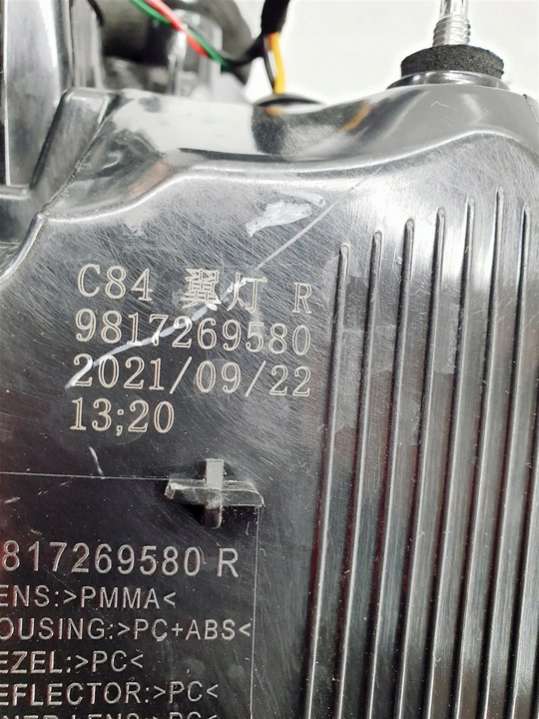 C84 翼灯 R
9817269580
2021/09/22
13;20
817269580 R
ENS:>PMMA<
OUSING:>PC+ABS<
EZEL:>PC<
EFLECTOR:>PC<